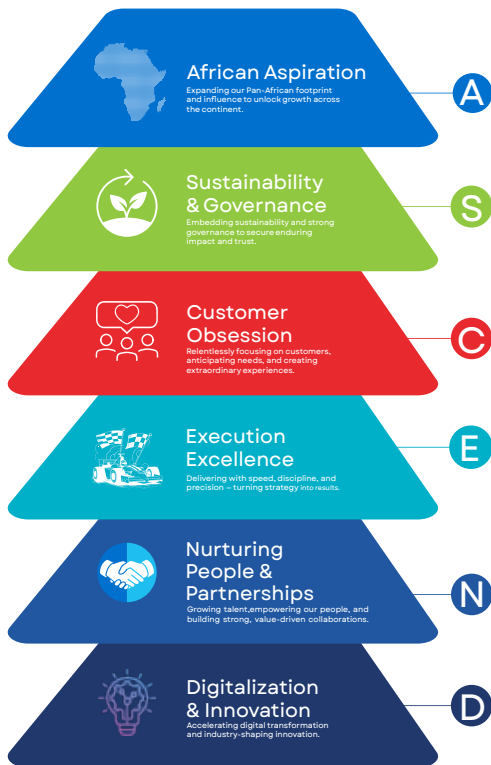 African Aspiration
Expanding our Pan-African footprint
and influence to unlock growth across
the continent.
A
Sustainability
& Governance
Embedding sustainability and strong
governance to secure enduring
impact and trust.
S
Customer
Obsession
Relentlessly focusing on customers,
anticipating needs, and creating
extraordinary experiences.
C
Execution
Excellence
Delivering with speed, discipline, and
precision – turning strategy into results.
E
Nurturing
People &
Partnerships
Growing talent,empowering our people, and
building strong, value-driven collaborations.
N
Digitalization
& Innovation
Accelerating digital transformation
and industry-shaping innovation.
D